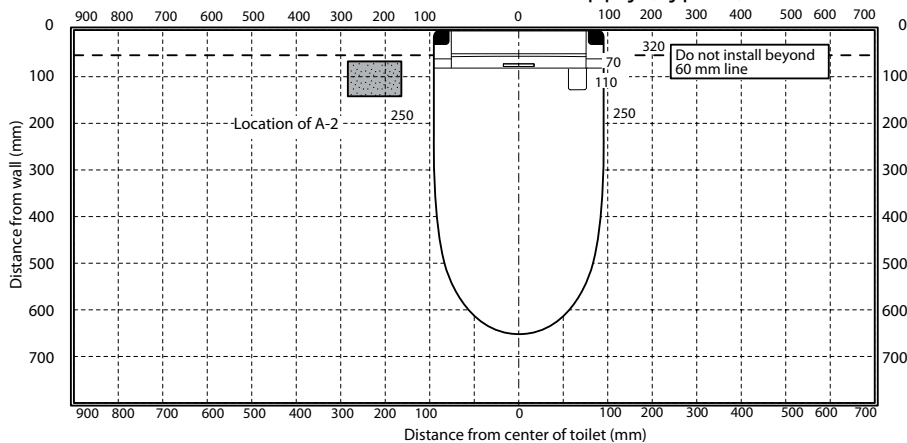 900 800 700 600 500 400 300 200 100 0 100 200 300 400 500 600 700
0 0
320
Do not install beyond
60 mm line
70
100 110 100
250 250
Location of A-2
200 200
300 300
400 400
500 500
600 600
700 700
Distance from wall (mm)
900 800 700 600 500 400 300 200 100 0 100 200 300 400 500 600 700
Distance from center of toilet (mm)